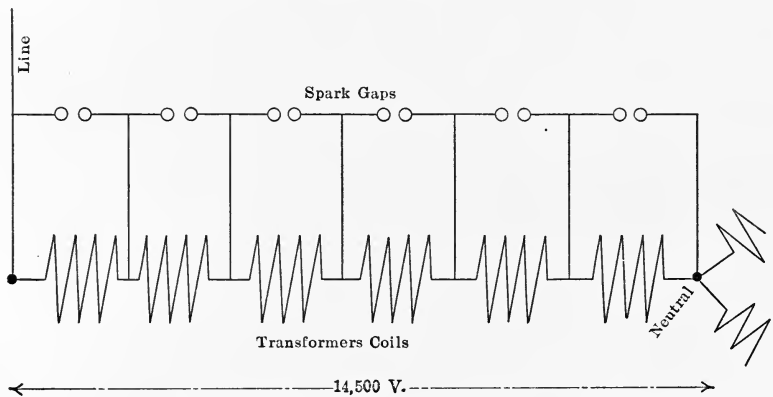 Line
Spark Gaps
Transformers Coils
Neutral
14,500 V.